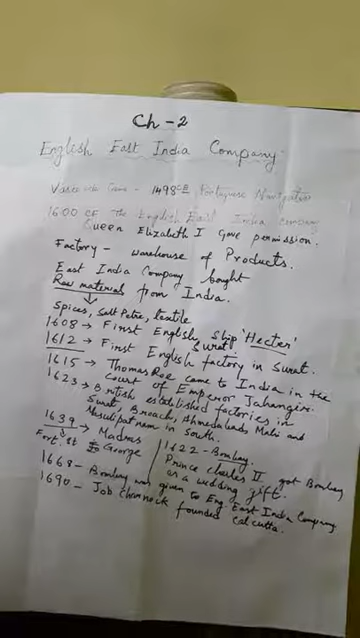 Ch - 2
English East India Company
Vasco da Gama - 1498 CE Portuguese Navigator
1600 CE The English East India company
Queen Elizabeth I gave permission.
Factory - warehouse of Products.
East India Company bought
Raw materials from India.
Spices, Salt Petre, textile
1608 → First English Ship 'Hecter'
Surat
1612 → First English factory in Surat.
1615 → Thomas Roe came to India in the
Court of Emperor Jahangir.
1623 → British established factories in
Surat Broach, Ahmedabad and
Masulipatnam in South.
1639 → Madras
Fort. St George
1622 - Bombay
Prince Charles II got Bombay
as a wedding gift.
1668 - Bombay was given to Eng East India Company
1690 - Job Charnock founded Calcutta.